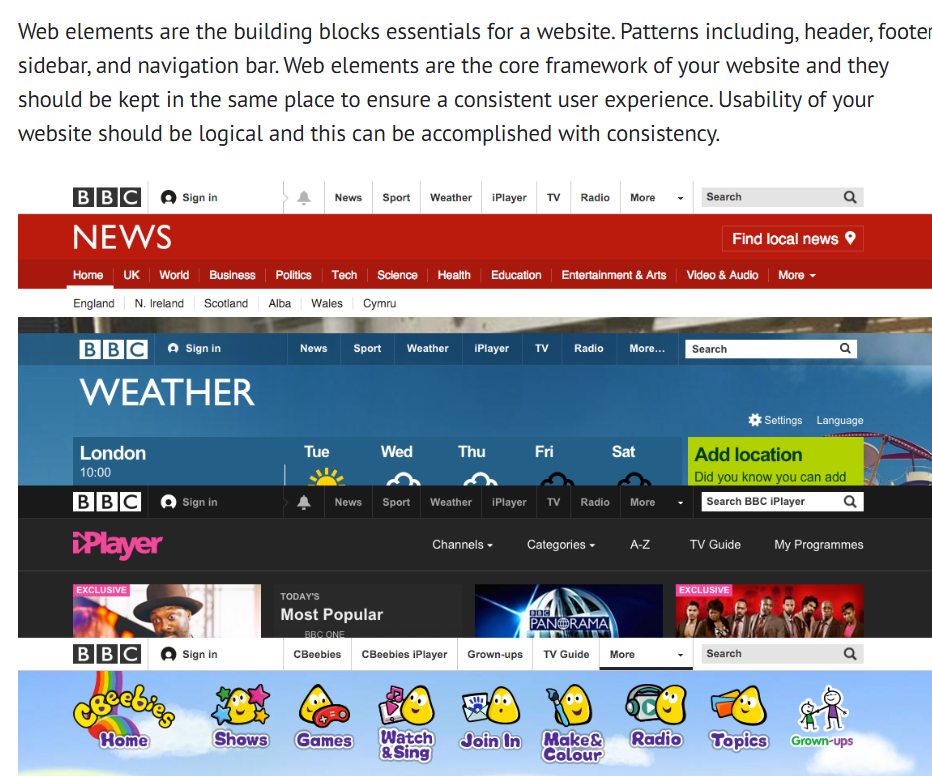 Web elements are the building blocks essentials for a website. Patterns including, header, footer
sidebar, and navigation bar. Web elements are the core framework of your website and they
should be kept in the same place to ensure a consistent user experience. Usability of your
website should be logical and this can be accomplished with consistency.
BBC Sign in News Sport Weather iPlayer TV Radio More Search
NEWS Find local news
Home UK World Business Politics Tech Science Health Education Entertainment & Arts Video & Audio More
England N. Ireland Scotland Alba Wales Cymru
BBC Sign in News Sport Weather iPlayer TV Radio More... Search
WEATHER
Settings Language
London Tue Wed Thu Fri Sat Add location
10:00 Did you know you can add
BBC Sign in News Sport Weather iPlayer TV Radio More Search BBC iPlayer
iPlayer Channels Categories A-Z TV Guide My Programmes
EXCLUSIVE TODAY'S EXCLUSIVE
Most Popular BBC PANORAMA
BBC ONE
BBC Sign in CBeebies CBeebies iPlayer Grown-ups TV Guide More Search
CBeebies
Home Shows Games Watch & Sing Join In Make & Colour Radio Topics Grown-ups